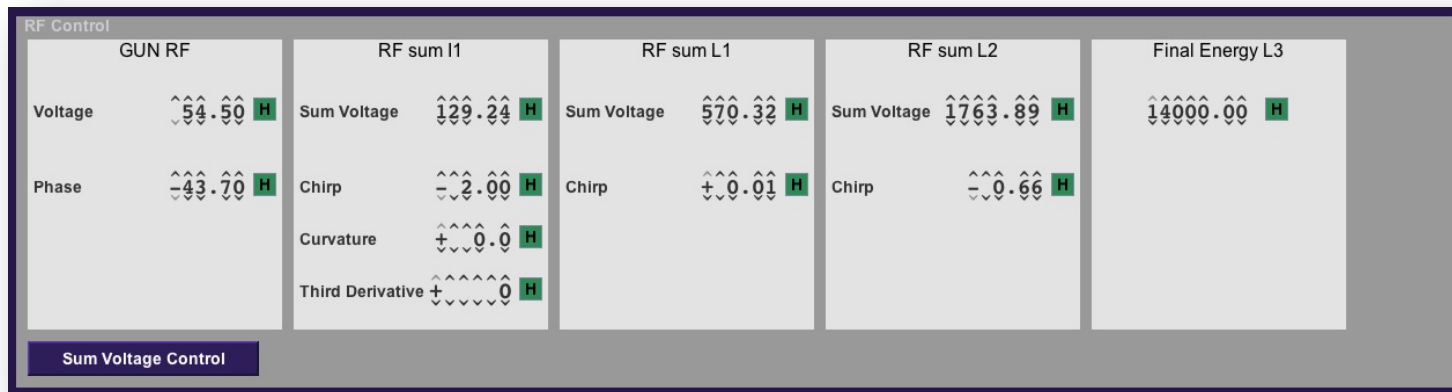 RF Control
GUN RF
Voltage 54.50 H
Phase -43.70 H
RF sum I1
Sum Voltage 129.24 H
Chirp - 2.00 H
Curvature + 0.0 H
Third Derivative + 0 H
RF sum L1
Sum Voltage 570.32 H
Chirp + 0.01 H
RF sum L2
Sum Voltage 1763.89 H
Chirp - 0.66 H
Final Energy L3
14000.00 H
Sum Voltage Control